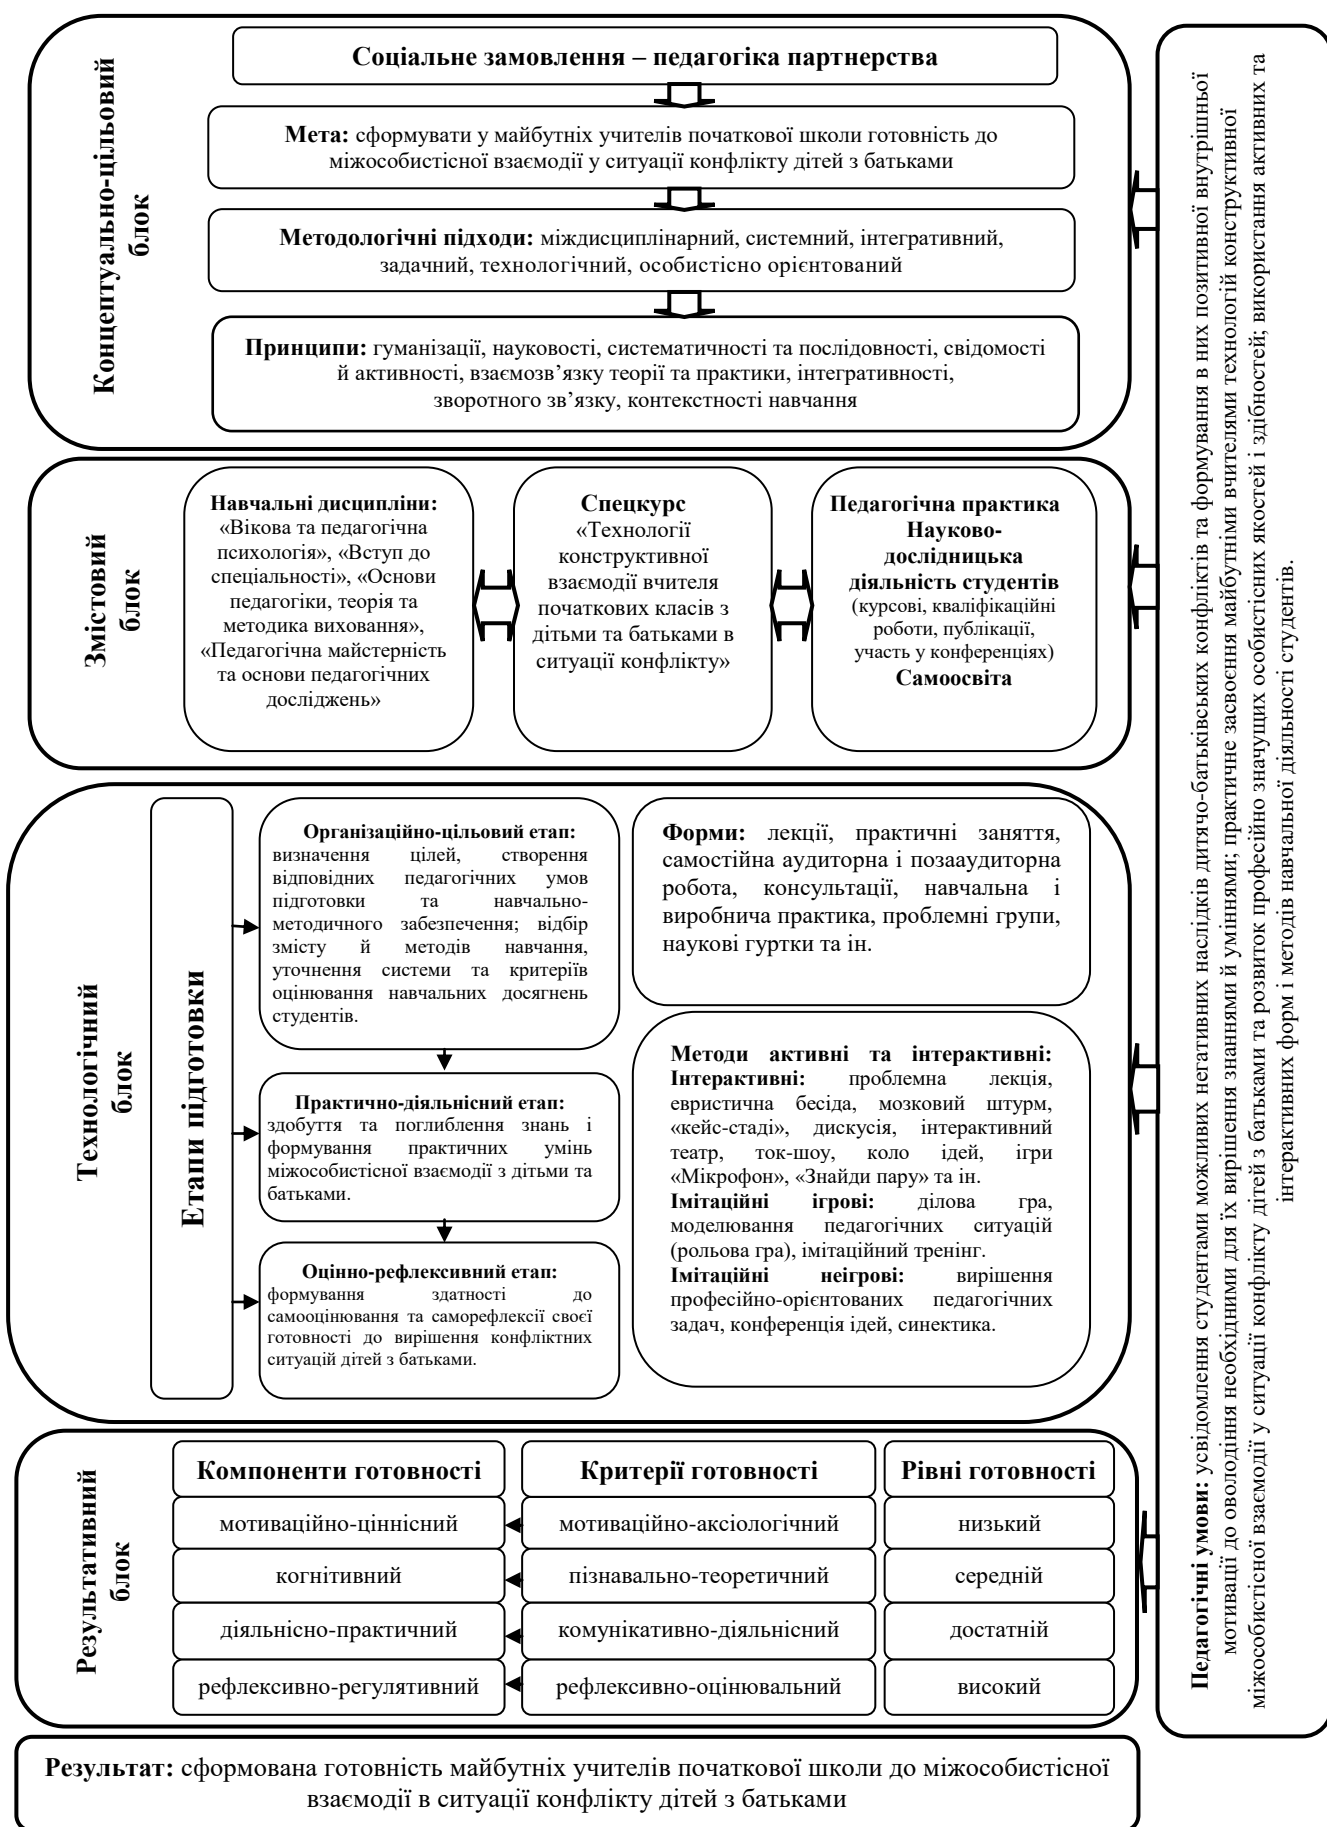 Концептуально-цільовий
блок
Соціальне замовлення – педагогіка партнерства
Мета: сформувати у майбутніх учителів початкової школи готовність до
міжособистісної взаємодії у ситуації конфлікту дітей з батьками
Методологічні підходи: міждисциплінарний, системний, інтегративний,
задачний, технологічний, особистісно орієнтований
Принципи: гуманізації, науковості, систематичності та послідовності, свідомості
й активності, взаємозв’язку теорії та практики, інтегративності,
зворотного зв’язку, контекстності навчання
Змістовий
блок
Навчальні дисципліни:
«Вікова та педагогічна
психологія», «Вступ до
спеціальності», «Основи
педагогіки, теорія та
методика виховання»,
«Педагогічна майстерність
та основи педагогічних
досліджень»
Спецкурс
«Технології
конструктивної
взаємодії вчителя
початкових класів з
дітьми та батьками в
ситуації конфлікту»
Педагогічна практика
Науково-
дослідницька
діяльність студентів
(курсові, кваліфікаційні
роботи, публікації,
участь у конференціях)
Самоосвіта
Технологічний
блок
Етапи підготовки
Організаційно-цільовий етап:
визначення цілей, створення
відповідних педагогічних умов
підготовки та навчально-
методичного забезпечення; відбір
змісту й методів навчання,
уточнення системи та критеріїв
оцінювання навчальних досягнень
студентів.
Практично-діяльнісний етап:
здобуття та поглиблення знань і
формування практичних умінь
міжособистісної взаємодії з дітьми та
батьками.
Оцінно-рефлексивний етап:
формування здатності до
самооцінювання та саморефлексії своєї
готовності до вирішення конфліктних
ситуацій дітей з батьками.
Форми: лекції, практичні заняття,
самостійна аудиторна і позааудиторна
робота, консультації, навчальна і
виробнича практика, проблемні групи,
наукові гуртки та ін.
Методи активні та інтерактивні:
Інтерактивні: проблемна лекція,
евристична бесіда, мозковий штурм,
«кейс-стаді», дискусія, інтерактивний
театр, ток-шоу, коло ідей, ігри
«Мікрофон», «Знайди пару» та ін.
Імітаційні ігрові: ділова гра,
моделювання педагогічних ситуацій
(рольова гра), імітаційний тренінг.
Імітаційні неігрові: вирішення
професійно-орієнтованих педагогічних
задач, конференція ідей, синектика.
Результативний
блок
Компоненти готовності
Критерії готовності
Рівні готовності
мотиваційно-ціннісний
мотиваційно-аксіологічний
низький
когнітивний
пізнавально-теоретичний
середній
діяльнісно-практичний
комунікативно-діяльнісний
достатній
рефлексивно-регулятивний
рефлексивно-оцінювальний
високий
Результат: сформована готовність майбутніх учителів початкової школи до міжособистісної
взаємодії в ситуації конфлікту дітей з батьками
Педагогічні умови: усвідомлення студентами можливих негативних наслідків дитячо-батьківських конфліктів та формування в них позитивної внутрішньої
мотивації до оволодіння необхідними для їх вирішення знаннями й уміннями; практичне засвоєння майбутніми вчителями технологій конструктивної
міжособистісної взаємодії у ситуації конфлікту дітей з батьками та розвиток професійно значущих особистісних якостей і здібностей; використання активних та
інтерактивних форм і методів навчальної діяльності студентів.